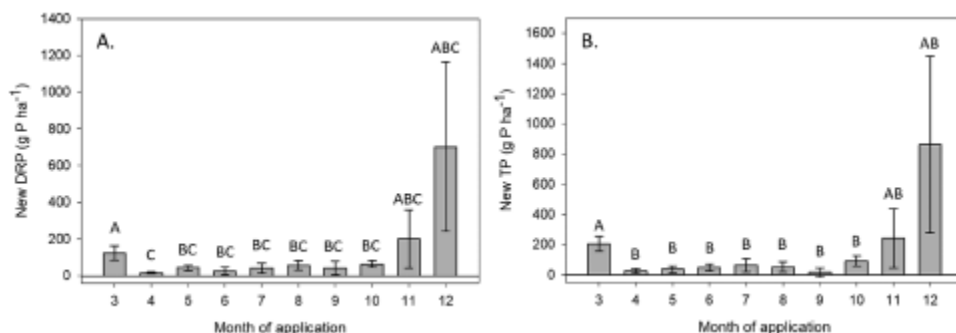 A.
New DRP (g P ha⁻¹)
1400
1200
1000
800
600
400
200
0
A C BC BC BC BC BC BC ABC ABC
3 4 5 6 7 8 9 10 11 12
Month of application
B.
New TP (g P ha⁻¹)
1600
1400
1200
1000
800
600
400
200
0
A B B B B B B B AB AB
3 4 5 6 7 8 9 10 11 12
Month of application